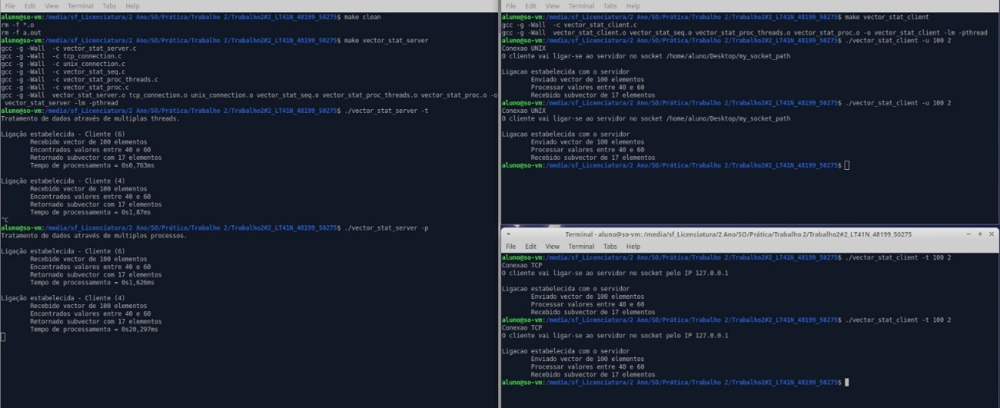 File Edit View Terminal Tabs Help
aluno@so-vm:/media/sf_Licenciatura/2 Ano/SO/Prática/Trabalho 2/Trabalho2#2_LT41N_48199_50275$ make clean
rm -f *.o
rm -f a.out
aluno@so-vm:/media/sf_Licenciatura/2 Ano/SO/Prática/Trabalho 2/Trabalho2#2_LT41N_48199_50275$ make vector_stat_server
gcc -g -Wall -c vector_stat_server.c
gcc -g -Wall -c tcp_connection.c
gcc -g -Wall -c unix_connection.c
gcc -g -Wall -c vector_stat_seq.c
gcc -g -Wall -c vector_stat_proc_threads.c
gcc -g -Wall -c vector_stat_proc.c
gcc -g -Wall vector_stat_server.o tcp_connection.o unix_connection.o vector_stat_seq.o vector_stat_proc_threads.o vector_stat_proc.o -o
vector_stat_server -lm -pthread
aluno@so-vm:/media/sf_Licenciatura/2 Ano/SO/Prática/Trabalho 2/Trabalho2#2_LT41N_48199_50275$ ./vector_stat_server -t
Tratamento de dados através de multiplas threads.
Ligação estabelecida - Cliente (6)
Recebido vector de 100 elementos
Encontrados valores entre 40 e 60
Retornado subvector com 17 elementos
Tempo de processamento = 0s0,763ms
Ligação estabelecida - Cliente (4)
Recebido vector de 100 elementos
Encontrados valores entre 40 e 60
Retornado subvector com 17 elementos
Tempo de processamento = 0s1,87ms
^C
aluno@so-vm:/media/sf_Licenciatura/2 Ano/SO/Prática/Trabalho 2/Trabalho2#2_LT41N_48199_50275$ ./vector_stat_server -p
Tratamento de dados através de multiplos processos.
Ligação estabelecida - Cliente (6)
Recebido vector de 100 elementos
Encontrados valores entre 40 e 60
Retornado subvector com 17 elementos
Tempo de processamento = 0s1,626ms
Ligação estabelecida - Cliente (4)
Recebido vector de 100 elementos
Encontrados valores entre 40 e 60
Retornado subvector com 17 elementos
Tempo de processamento = 0s20,297ms
File Edit View Terminal Tabs Help
aluno@so-vm:/media/sf_Licenciatura/2 Ano/SO/Prática/Trabalho 2/Trabalho2#2_LT41N_48199_50275$ make vector_stat_client
gcc -g -Wall -c vector_stat_client.c
gcc -g -Wall vector_stat_client.o vector_stat_seq.o vector_stat_proc_threads.o vector_stat_proc.o -o vector_stat_client -lm -pthread
aluno@so-vm:/media/sf_Licenciatura/2 Ano/SO/Prática/Trabalho 2/Trabalho2#2_LT41N_48199_50275$ ./vector_stat_client -u 100 2
Conexao UNIX
O cliente vai ligar-se ao servidor no socket /home/aluno/Desktop/my_socket_path
Ligacao estabelecida com o servidor
Enviado vector de 100 elementos
Processar valores entre 40 e 60
Recebido subvector de 17 elementos
aluno@so-vm:/media/sf_Licenciatura/2 Ano/SO/Prática/Trabalho 2/Trabalho2#2_LT41N_48199_50275$ ./vector_stat_client -u 100 2
Conexao UNIX
O cliente vai ligar-se ao servidor no socket /home/aluno/Desktop/my_socket_path
Ligacao estabelecida com o servidor
Enviado vector de 100 elementos
Processar valores entre 40 e 60
Recebido subvector de 17 elementos
aluno@so-vm:/media/sf_Licenciatura/2 Ano/SO/Prática/Trabalho 2/Trabalho2#2_LT41N_48199_50275$
Terminal - aluno@so-vm: /media/sf_Licenciatura/2 Ano/SO/Prática/Trabalho 2/Trabalho2#2_LT41N_48199_50275
File Edit View Terminal Tabs Help
aluno@so-vm:/media/sf_Licenciatura/2 Ano/SO/Prática/Trabalho 2/Trabalho2#2_LT41N_48199_50275$ ./vector_stat_client -t 100 2
Conexao TCP
O cliente vai ligar-se ao servidor no socket pelo IP 127.0.0.1
Ligacao estabelecida com o servidor
Enviado vector de 100 elementos
Processar valores entre 40 e 60
Recebido subvector de 17 elementos
aluno@so-vm:/media/sf_Licenciatura/2 Ano/SO/Prática/Trabalho 2/Trabalho2#2_LT41N_48199_50275$ ./vector_stat_client -t 100 2
Conexao TCP
O cliente vai ligar-se ao servidor no socket pelo IP 127.0.0.1
Ligacao estabelecida com o servidor
Enviado vector de 100 elementos
Processar valores entre 40 e 60
Recebido subvector de 17 elementos
aluno@so-vm:/media/sf_Licenciatura/2 Ano/SO/Prática/Trabalho 2/Trabalho2#2_LT41N_48199_50275$